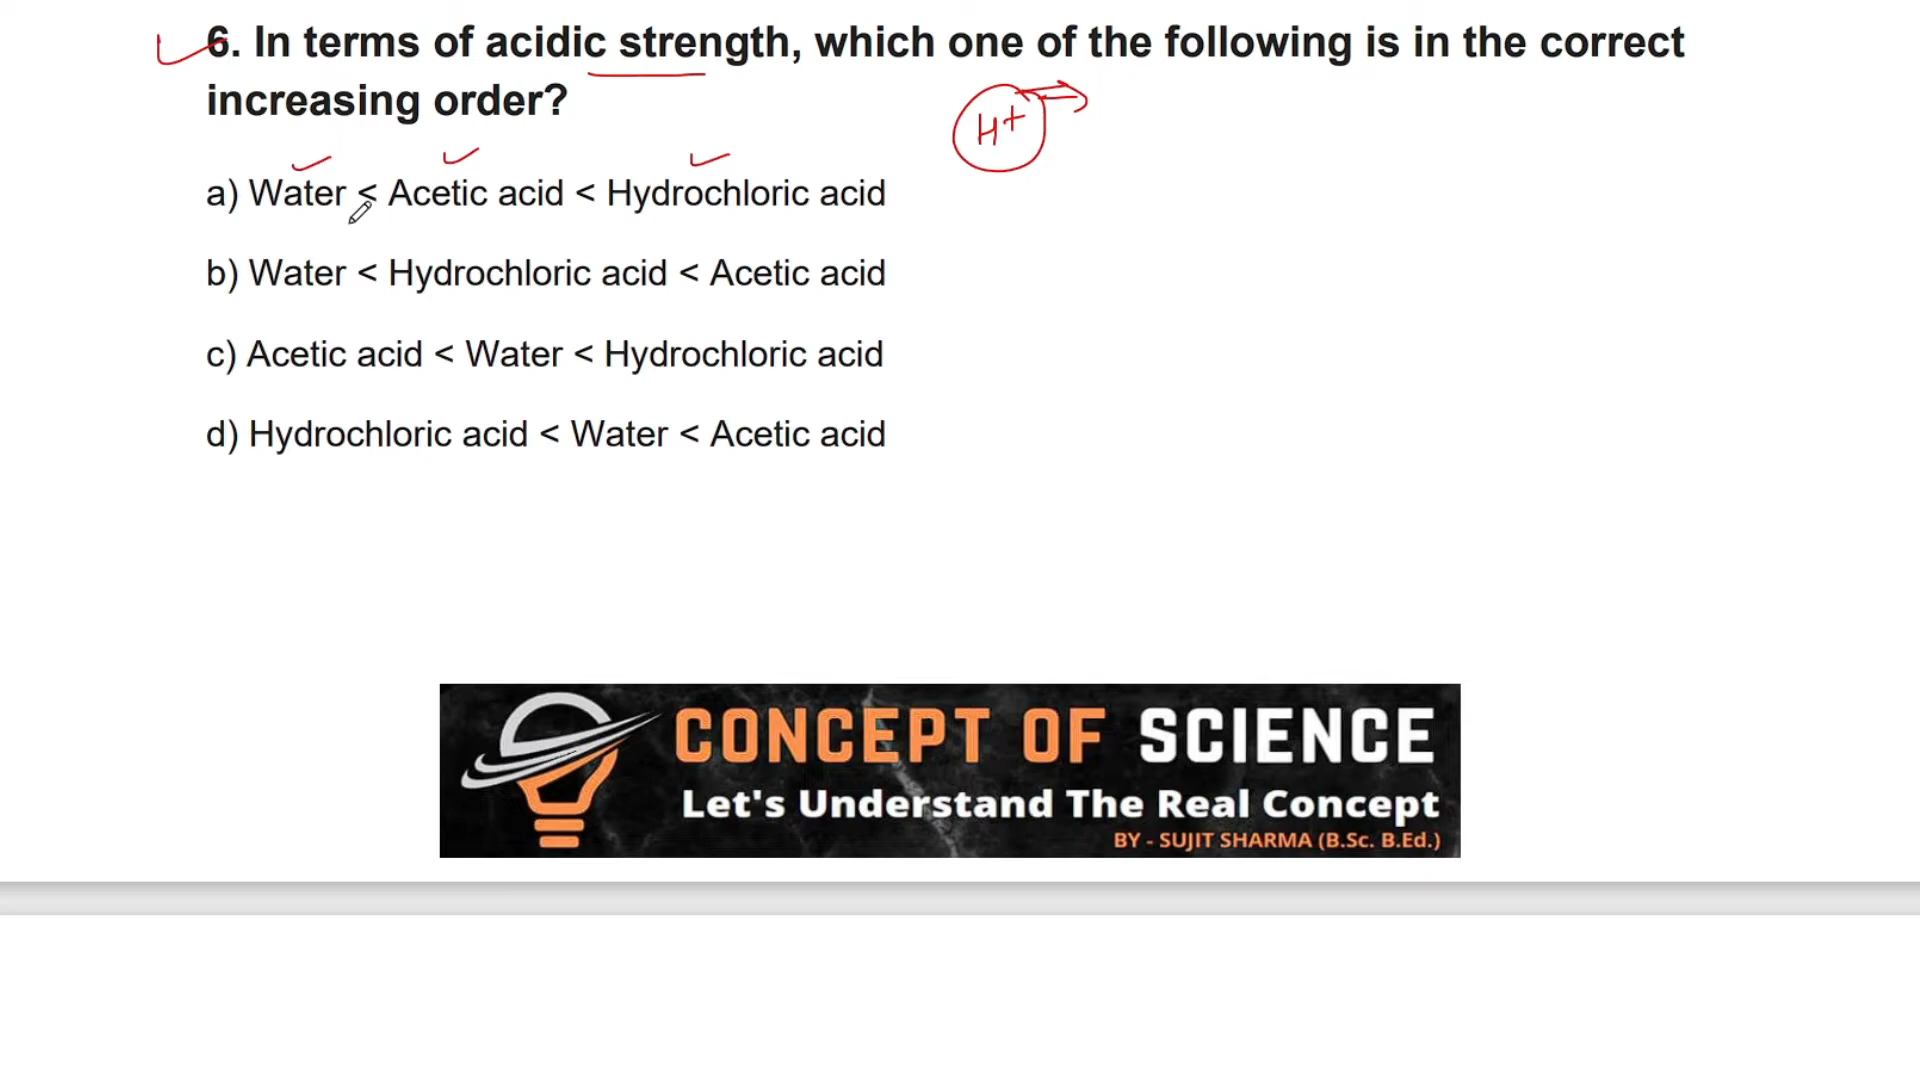 6. In terms of acidic strength, which one of the following is in the correct
increasing order?
H+
a) Water < Acetic acid < Hydrochloric acid
b) Water < Hydrochloric acid < Acetic acid
c) Acetic acid < Water < Hydrochloric acid
d) Hydrochloric acid < Water < Acetic acid
CONCEPT OF SCIENCE
Let's Understand The Real Concept
BY - SUJIT SHARMA (B.Sc. B.Ed.)